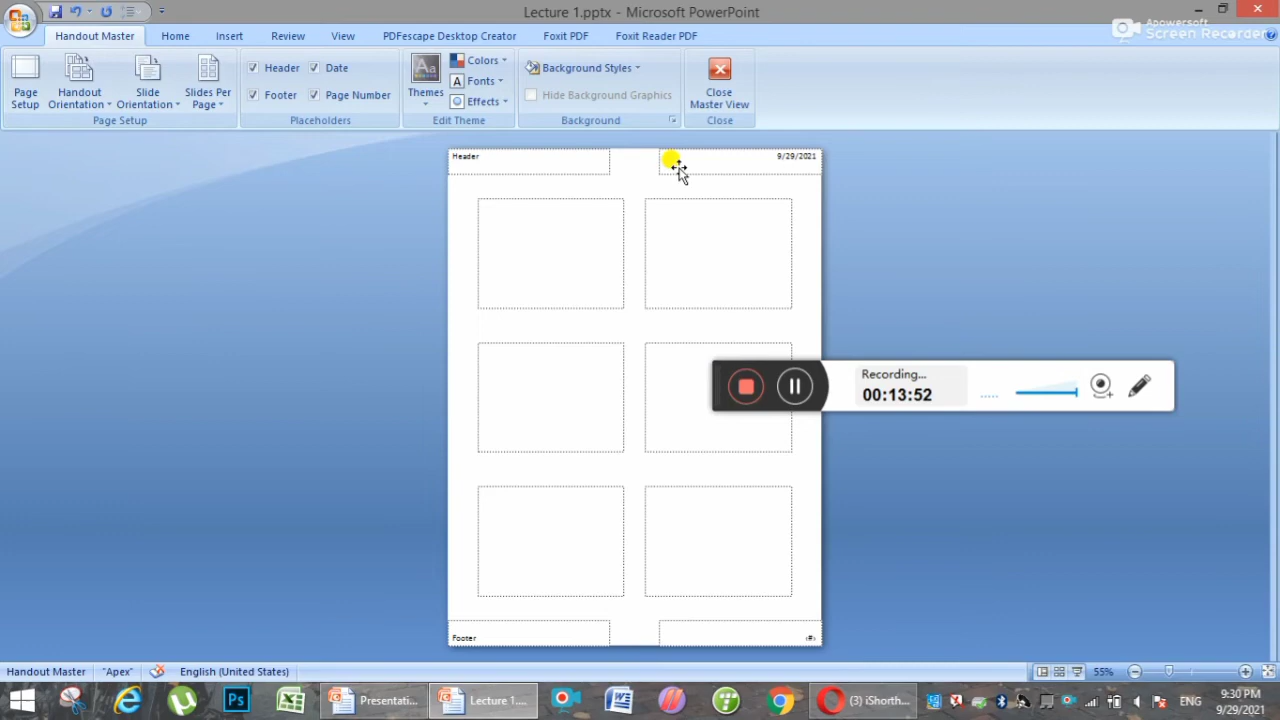 Lecture 1.pptx - Microsoft PowerPoint
Apowersoft
Screen Recorder
Handout Master
Home
Insert
Review
View
PDFescape Desktop Creator
Foxit PDF
Foxit Reader PDF
Page
Setup
Handout
Orientation
Slide
Orientation
Slides Per
Page
Page Setup
Header
Date
Footer
Page Number
Placeholders
Aa
Themes
Colors
A Fonts
Effects
Edit Theme
Background Styles
Hide Background Graphics
Background
Close
Master View
Close
Header
9/29/2021
Recording...
00:13:52
Footer
‹#›
Handout Master
"Apex"
English (United States)
55%
Ps
Presentati...
Lecture 1....
(3) iShorth...
ENG
9:30 PM
9/29/2021